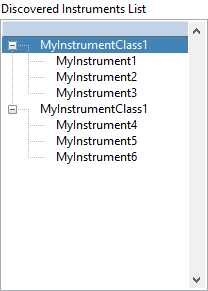 Discovered Instruments List
MyInstrumentClass1
MyInstrument1
MyInstrument2
MyInstrument3
MyInstrumentClass1
MyInstrument4
MyInstrument5
MyInstrument6